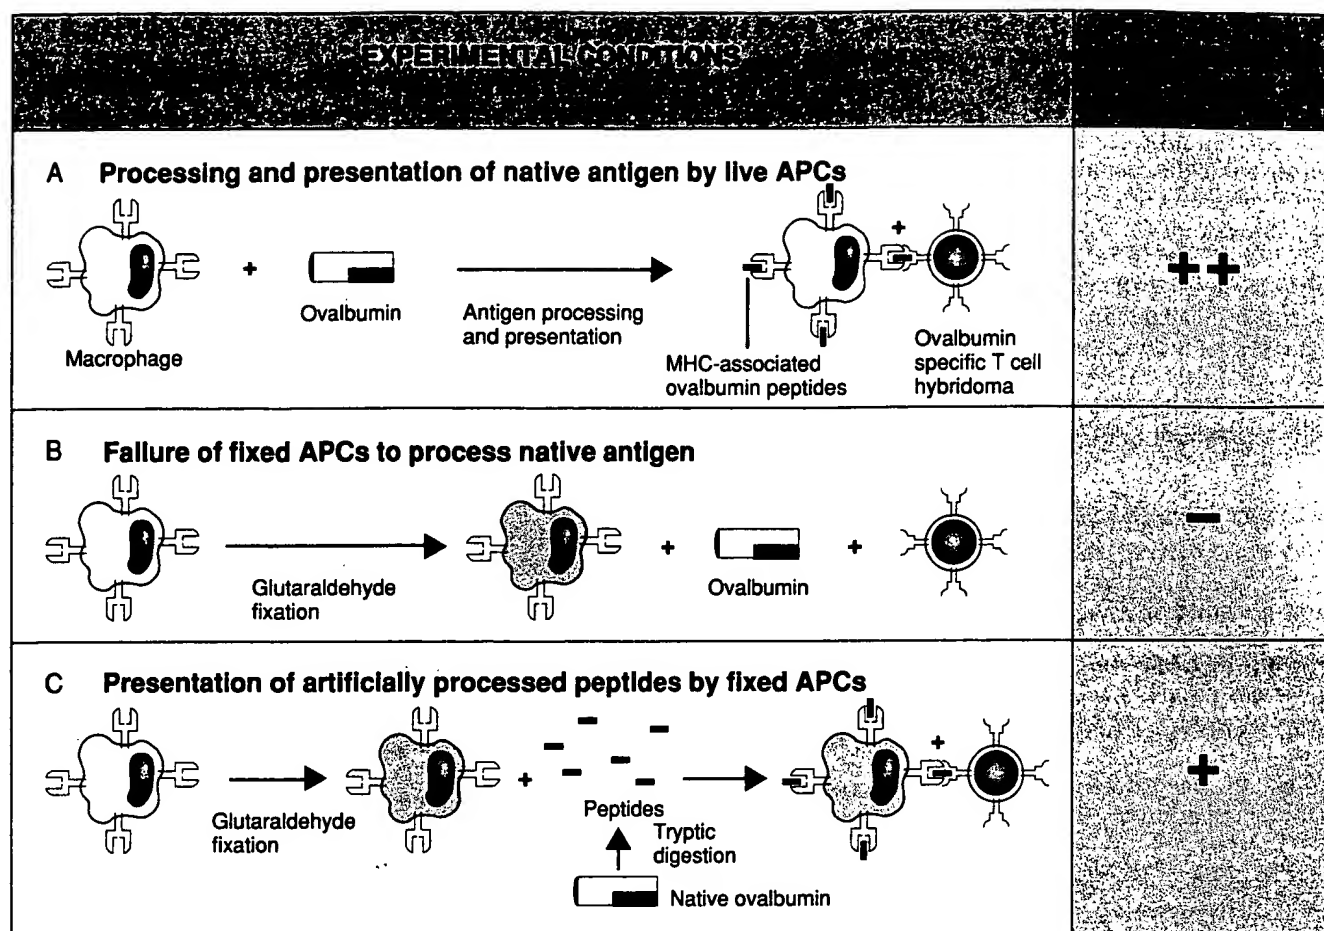 EXPERIMENTAL CONDITIONS
A Processing and presentation of native antigen by live APCs
Macrophage
+
Ovalbumin
Antigen processing
and presentation
MHC-associated
ovalbumin peptides
+
Ovalbumin
specific T cell
hybridoma
++
B Failure of fixed APCs to process native antigen
Glutaraldehyde
fixation
+
Ovalbumin
+
−
C Presentation of artificially processed peptides by fixed APCs
Glutaraldehyde
fixation
+
Peptides
Tryptic
digestion
Native ovalbumin
+
+